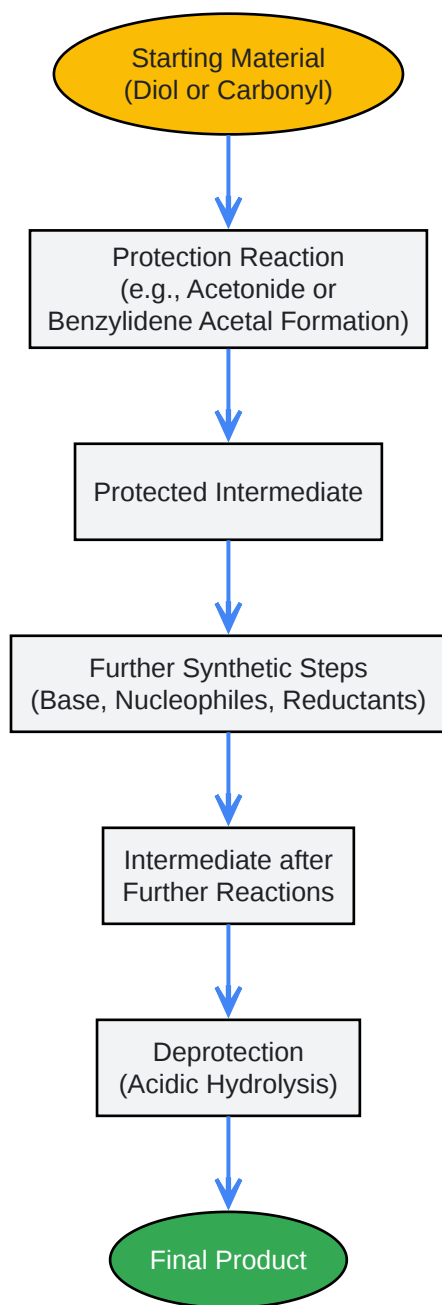 Starting Material
(Diol or Carbonyl)
Protection Reaction
(e.g., Acetonide or
Benzylidene Acetal Formation)
Protected Intermediate
Further Synthetic Steps
(Base, Nucleophiles, Reductants)
Intermediate after
Further Reactions
Deprotection
(Acidic Hydrolysis)
Final Product